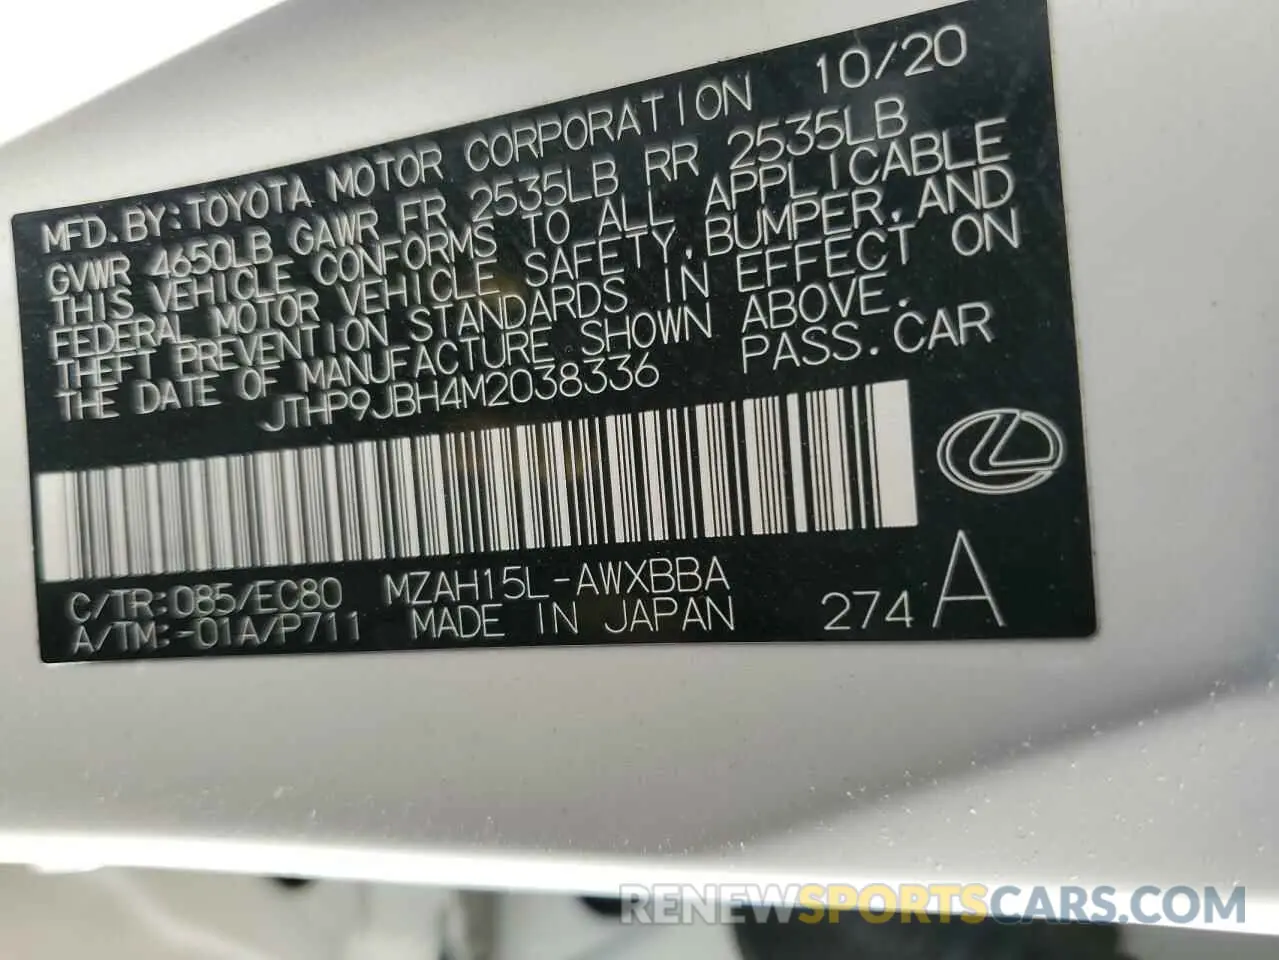 MFD. BY: TOYOTA MOTOR CORPORATION 10/20
GVWR 4650LB GAWR FR 2535LB RR 2535LB
THIS VEHICLE CONFORMS TO ALL APPLICABLE
FEDERAL MOTOR VEHICLE SAFETY, BUMPER, AND
THEFT PREVENTION STANDARDS IN EFFECT ON
THE DATE OF MANUFACTURE SHOWN ABOVE.
JTHP9JBH4M2038336 PASS. CAR
C/TR: 085/EC80 MZAH15L-AWXBBA
A/TM: -01A/P711 MADE IN JAPAN 274 A
RENEWSPORTSCARS.COM